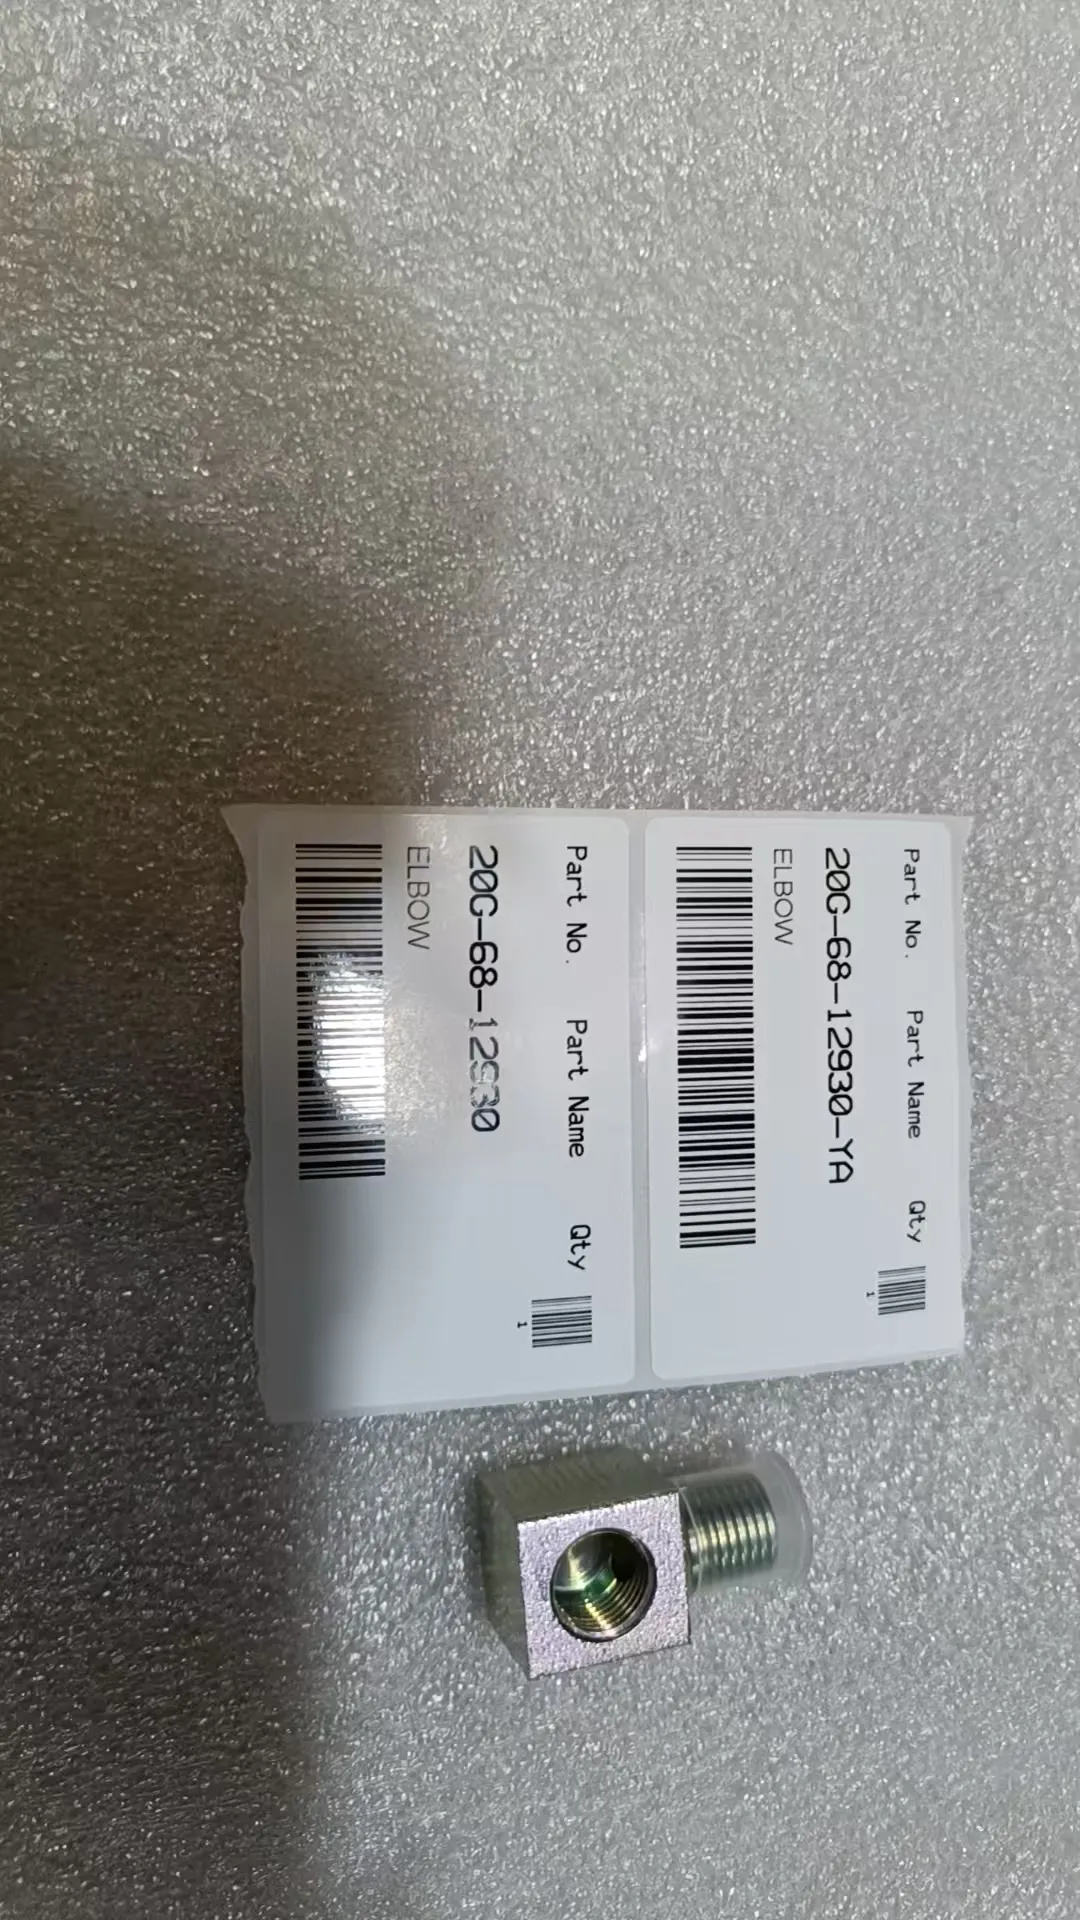 Part No. Part Name Qty
1
20G-68-12930-YA
ELBOW
Part No. Part Name Qty
1
20G-68-12930
ELBOW